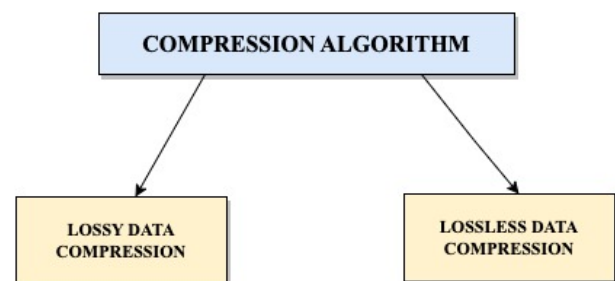 COMPRESSION ALGORITHM
LOSSY DATA
COMPRESSION
LOSSLESS DATA
COMPRESSION